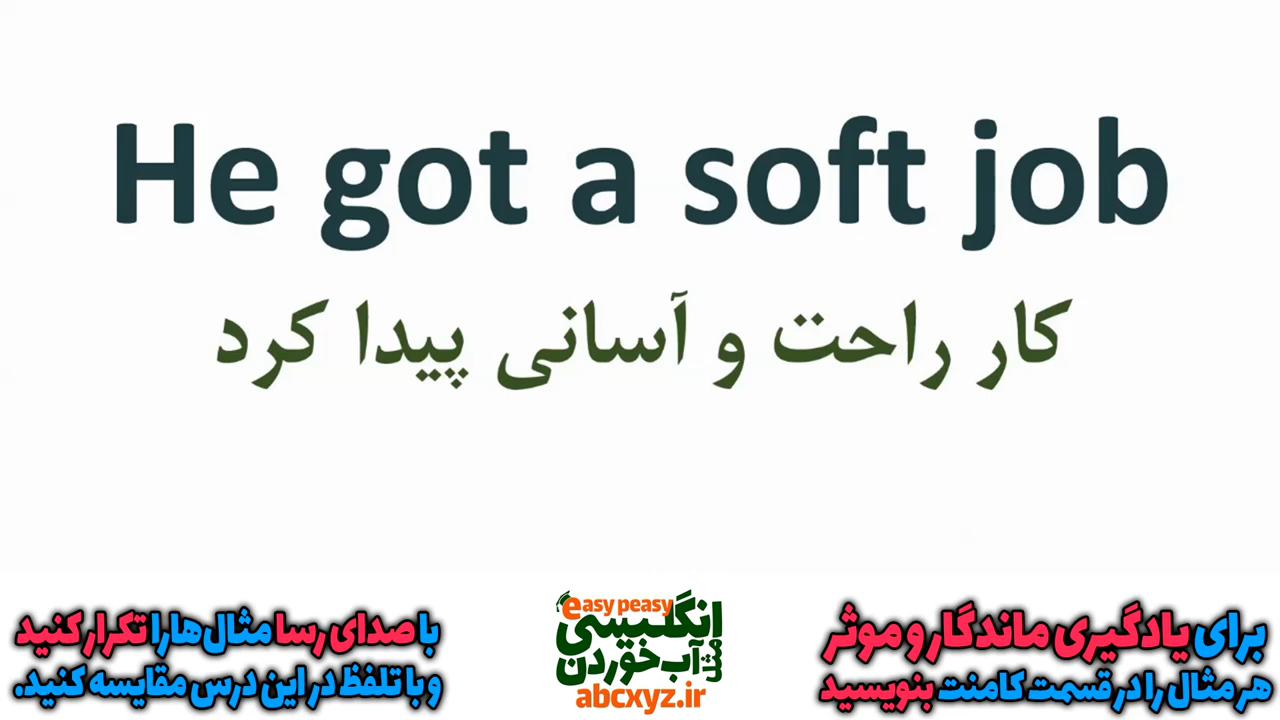 He got a soft job
کار راحت و آسانی پیدا کرد
برای یادگیری ماندگار و موثر
هر مثال را در قسمت کامنت بنویسید
easy peasy
انگلیسی
مثل آب خوردن
abcxyz.ir
با صدای رسا مثال‌ها را تکرار کنید
و با تلفظ در این درس مقایسه کنید.